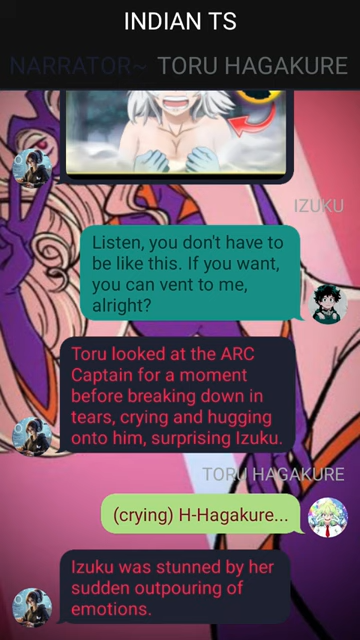 INDIAN TS
NARRATOR~ TORU HAGAKURE
IZUKU
Listen, you don't have to
be like this. If you want,
you can vent to me,
alright?
Toru looked at the ARC
Captain for a moment
before breaking down in
tears, crying and hugging
onto him, surprising Izuku.
TORU HAGAKURE
(crying) H-Hagakure...
Izuku was stunned by her
sudden outpouring of
emotions.